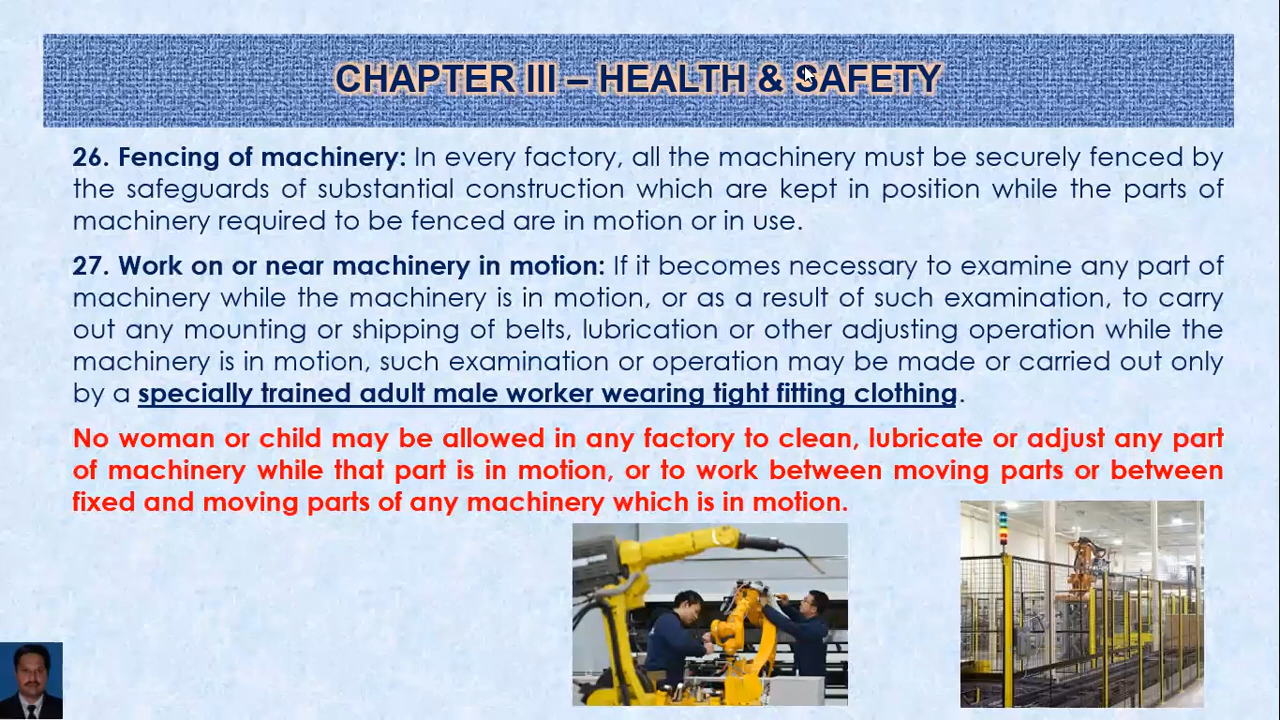 CHAPTER III – HEALTH & SAFETY
26. Fencing of machinery: In every factory, all the machinery must be securely fenced by
the safeguards of substantial construction which are kept in position while the parts of
machinery required to be fenced are in motion or in use.
27. Work on or near machinery in motion: If it becomes necessary to examine any part of
machinery while the machinery is in motion, or as a result of such examination, to carry
out any mounting or shipping of belts, lubrication or other adjusting operation while the
machinery is in motion, such examination or operation may be made or carried out only
by a specially trained adult male worker wearing tight fitting clothing.
No woman or child may be allowed in any factory to clean, lubricate or adjust any part
of machinery while that part is in motion, or to work between moving parts or between
fixed and moving parts of any machinery which is in motion.